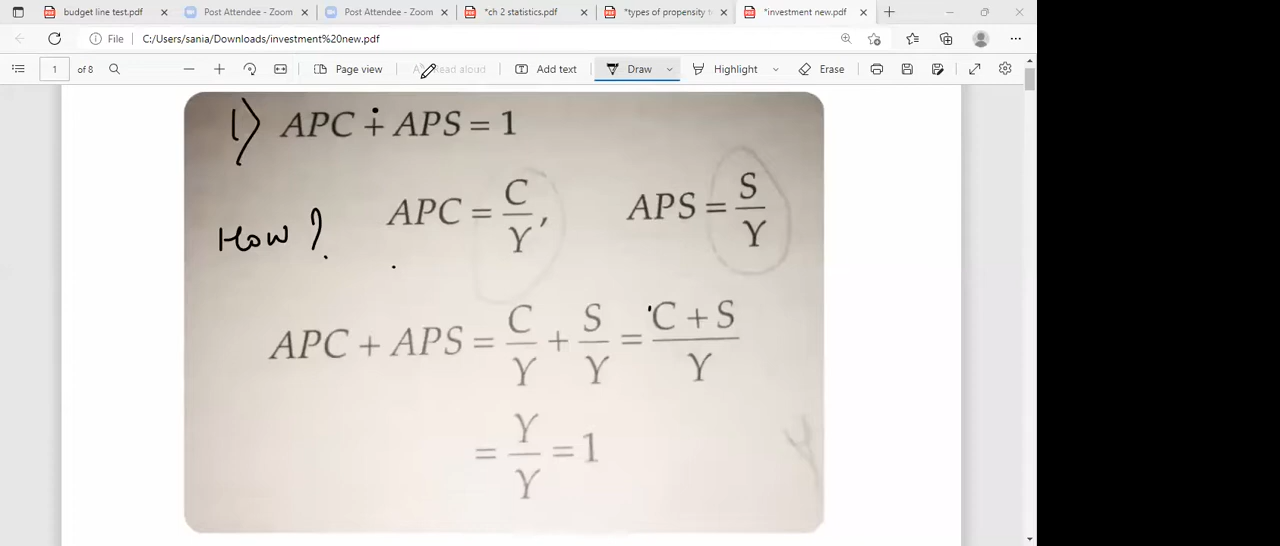 budget line test.pdf
Post Attendee - Zoom
Post Attendee - Zoom
*ch 2 statistics.pdf
*types of propensity
*investment new.pdf
File
C:/Users/sania/Downloads/investment%20new.pdf
1 of 8
Page view
Read aloud
Add text
Draw
Highlight
Erase
1) APC + APS = 1
How? APC = C/Y, APS = S/Y
APC + APS = C/Y + S/Y = C + S/Y
= Y/Y = 1
Y